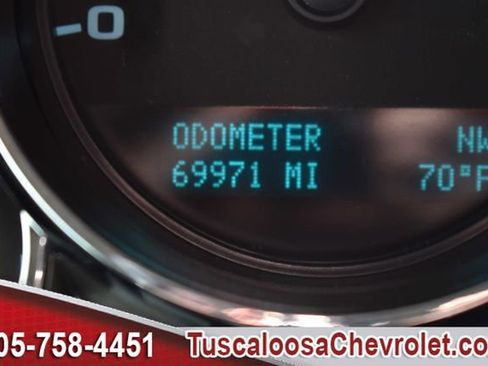 -0
ODOMETER NW
69971 MI 70°F
05-758-4451 TuscaloosaChevrolet.co